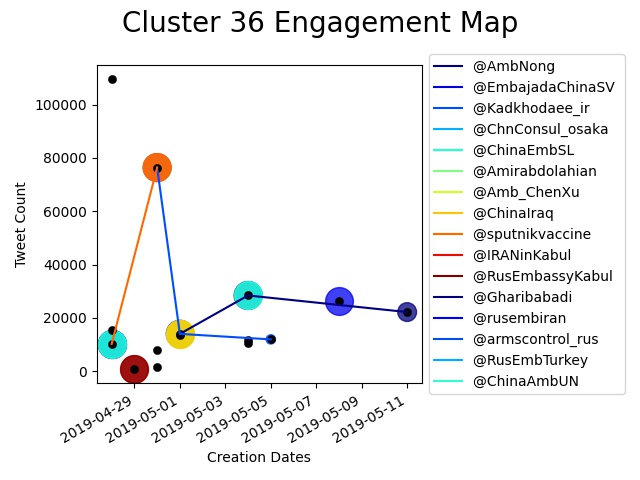 Cluster 36 Engagement Map
Tweet Count
100000
80000
60000
40000
20000
0
2019-04-29
2019-05-01
2019-05-03
2019-05-05
2019-05-07
2019-05-09
2019-05-11
Creation Dates
@AmbNong
@EmbajadaChinaSV
@Kadkhodaee_ir
@ChnConsul_osaka
@ChinaEmbSL
@Amirabdolahian
@Amb_ChenXu
@ChinaIraq
@sputnikvaccine
@IRANinKabul
@RusEmbassyKabul
@Gharibabadi
@rusembiran
@armscontrol_rus
@RusEmbTurkey
@ChinaAmbUN